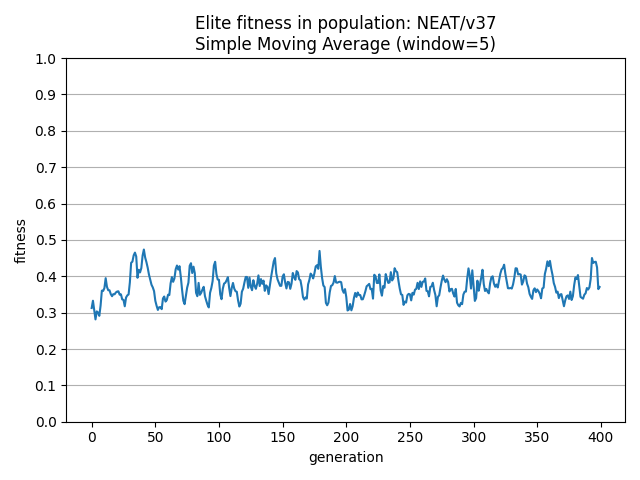 Elite fitness in population: NEAT/v37
Simple Moving Average (window=5)
1.0
0.9
0.8
0.7
0.6
0.5
0.4
0.3
0.2
0.1
0.0
fitness
0 50 100 150 200 250 300 350 400
generation